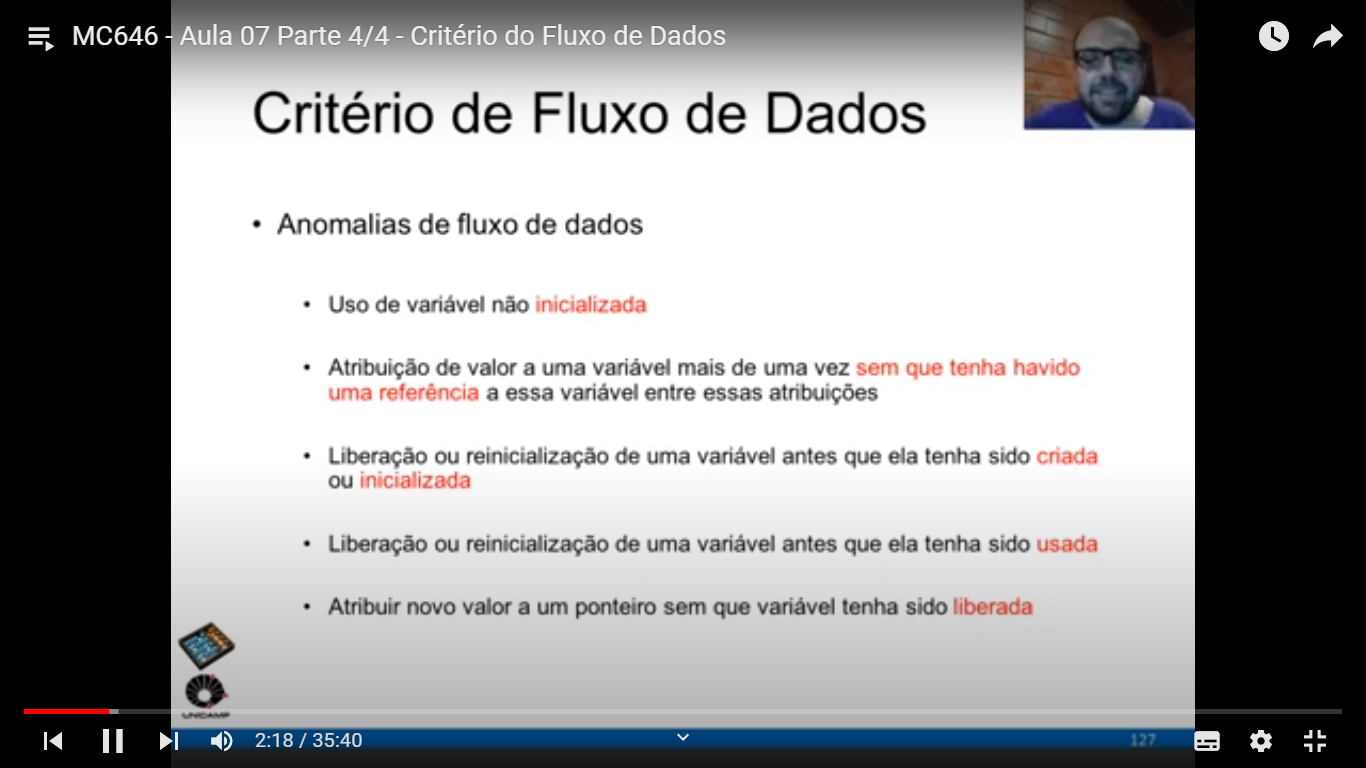 MC646 - Aula 07 Parte 4/4 - Critério do Fluxo de Dados
Critério de Fluxo de Dados
• Anomalias de fluxo de dados
• Uso de variável não inicializada
• Atribuição de valor a uma variável mais de uma vez sem que tenha havido
uma referência a essa variável entre essas atribuições
• Liberação ou reinicialização de uma variável antes que ela tenha sido criada
ou inicializada
• Liberação ou reinicialização de uma variável antes que ela tenha sido usada
• Atribuir novo valor a um ponteiro sem que variável tenha sido liberada
UNICAMP
2:18 / 35:40
127